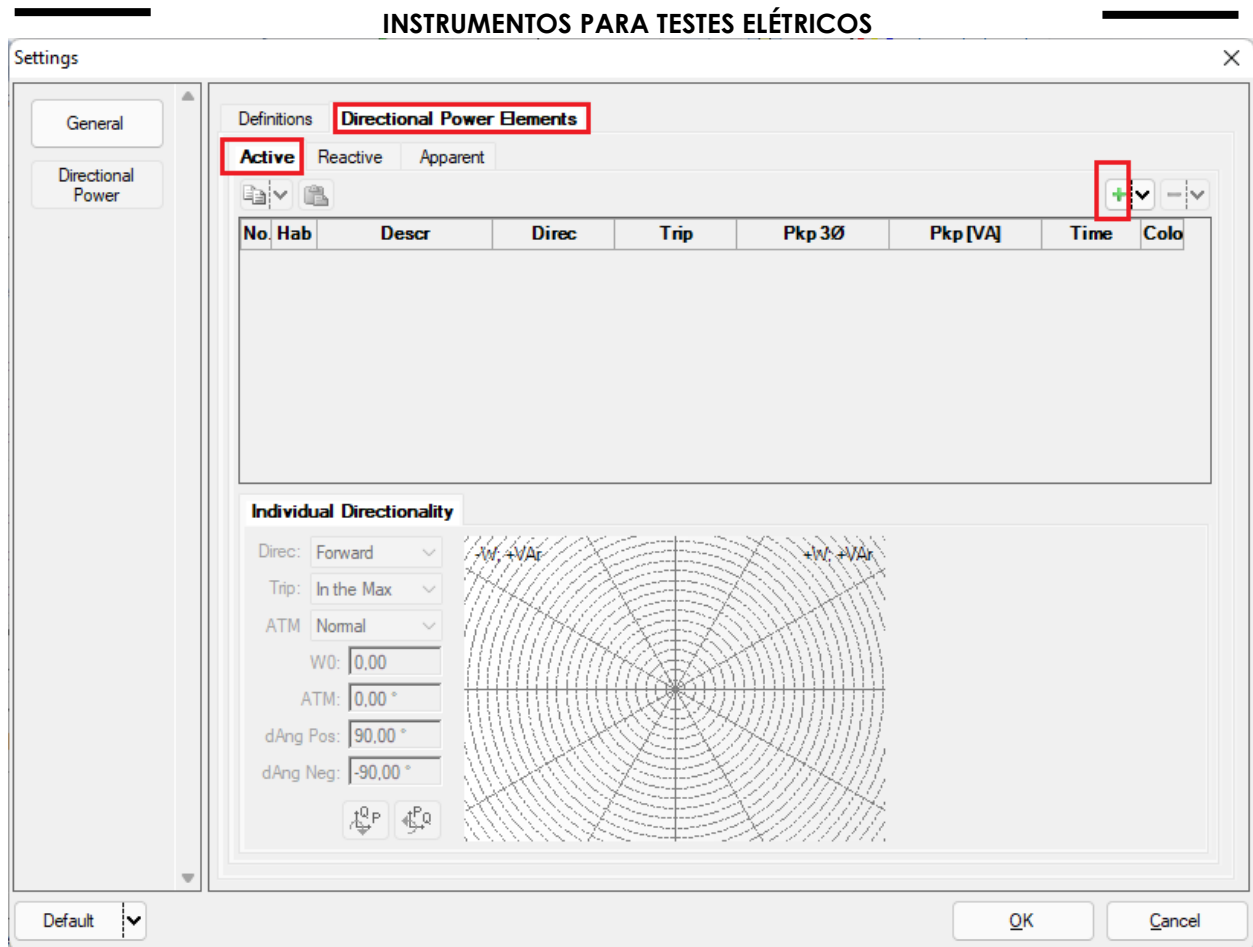 INSTRUMENTOS PARA TESTES ELÉTRICOS
Settings
General
Directional
Power
Definitions Directional Power Elements
Active Reactive Apparent
No. Hab Descr Direc Trip Pkp 3Ø Pkp [VA] Time Colo
Individual Directionality
Direc: Forward
Trip: In the Max
ATM Normal
W0: 0,00
ATM: 0,00 °
dAng Pos: 90,00 °
dAng Neg: -90,00 °
Q P P Q
-W; +VAr +W; +VAr
Default OK Cancel